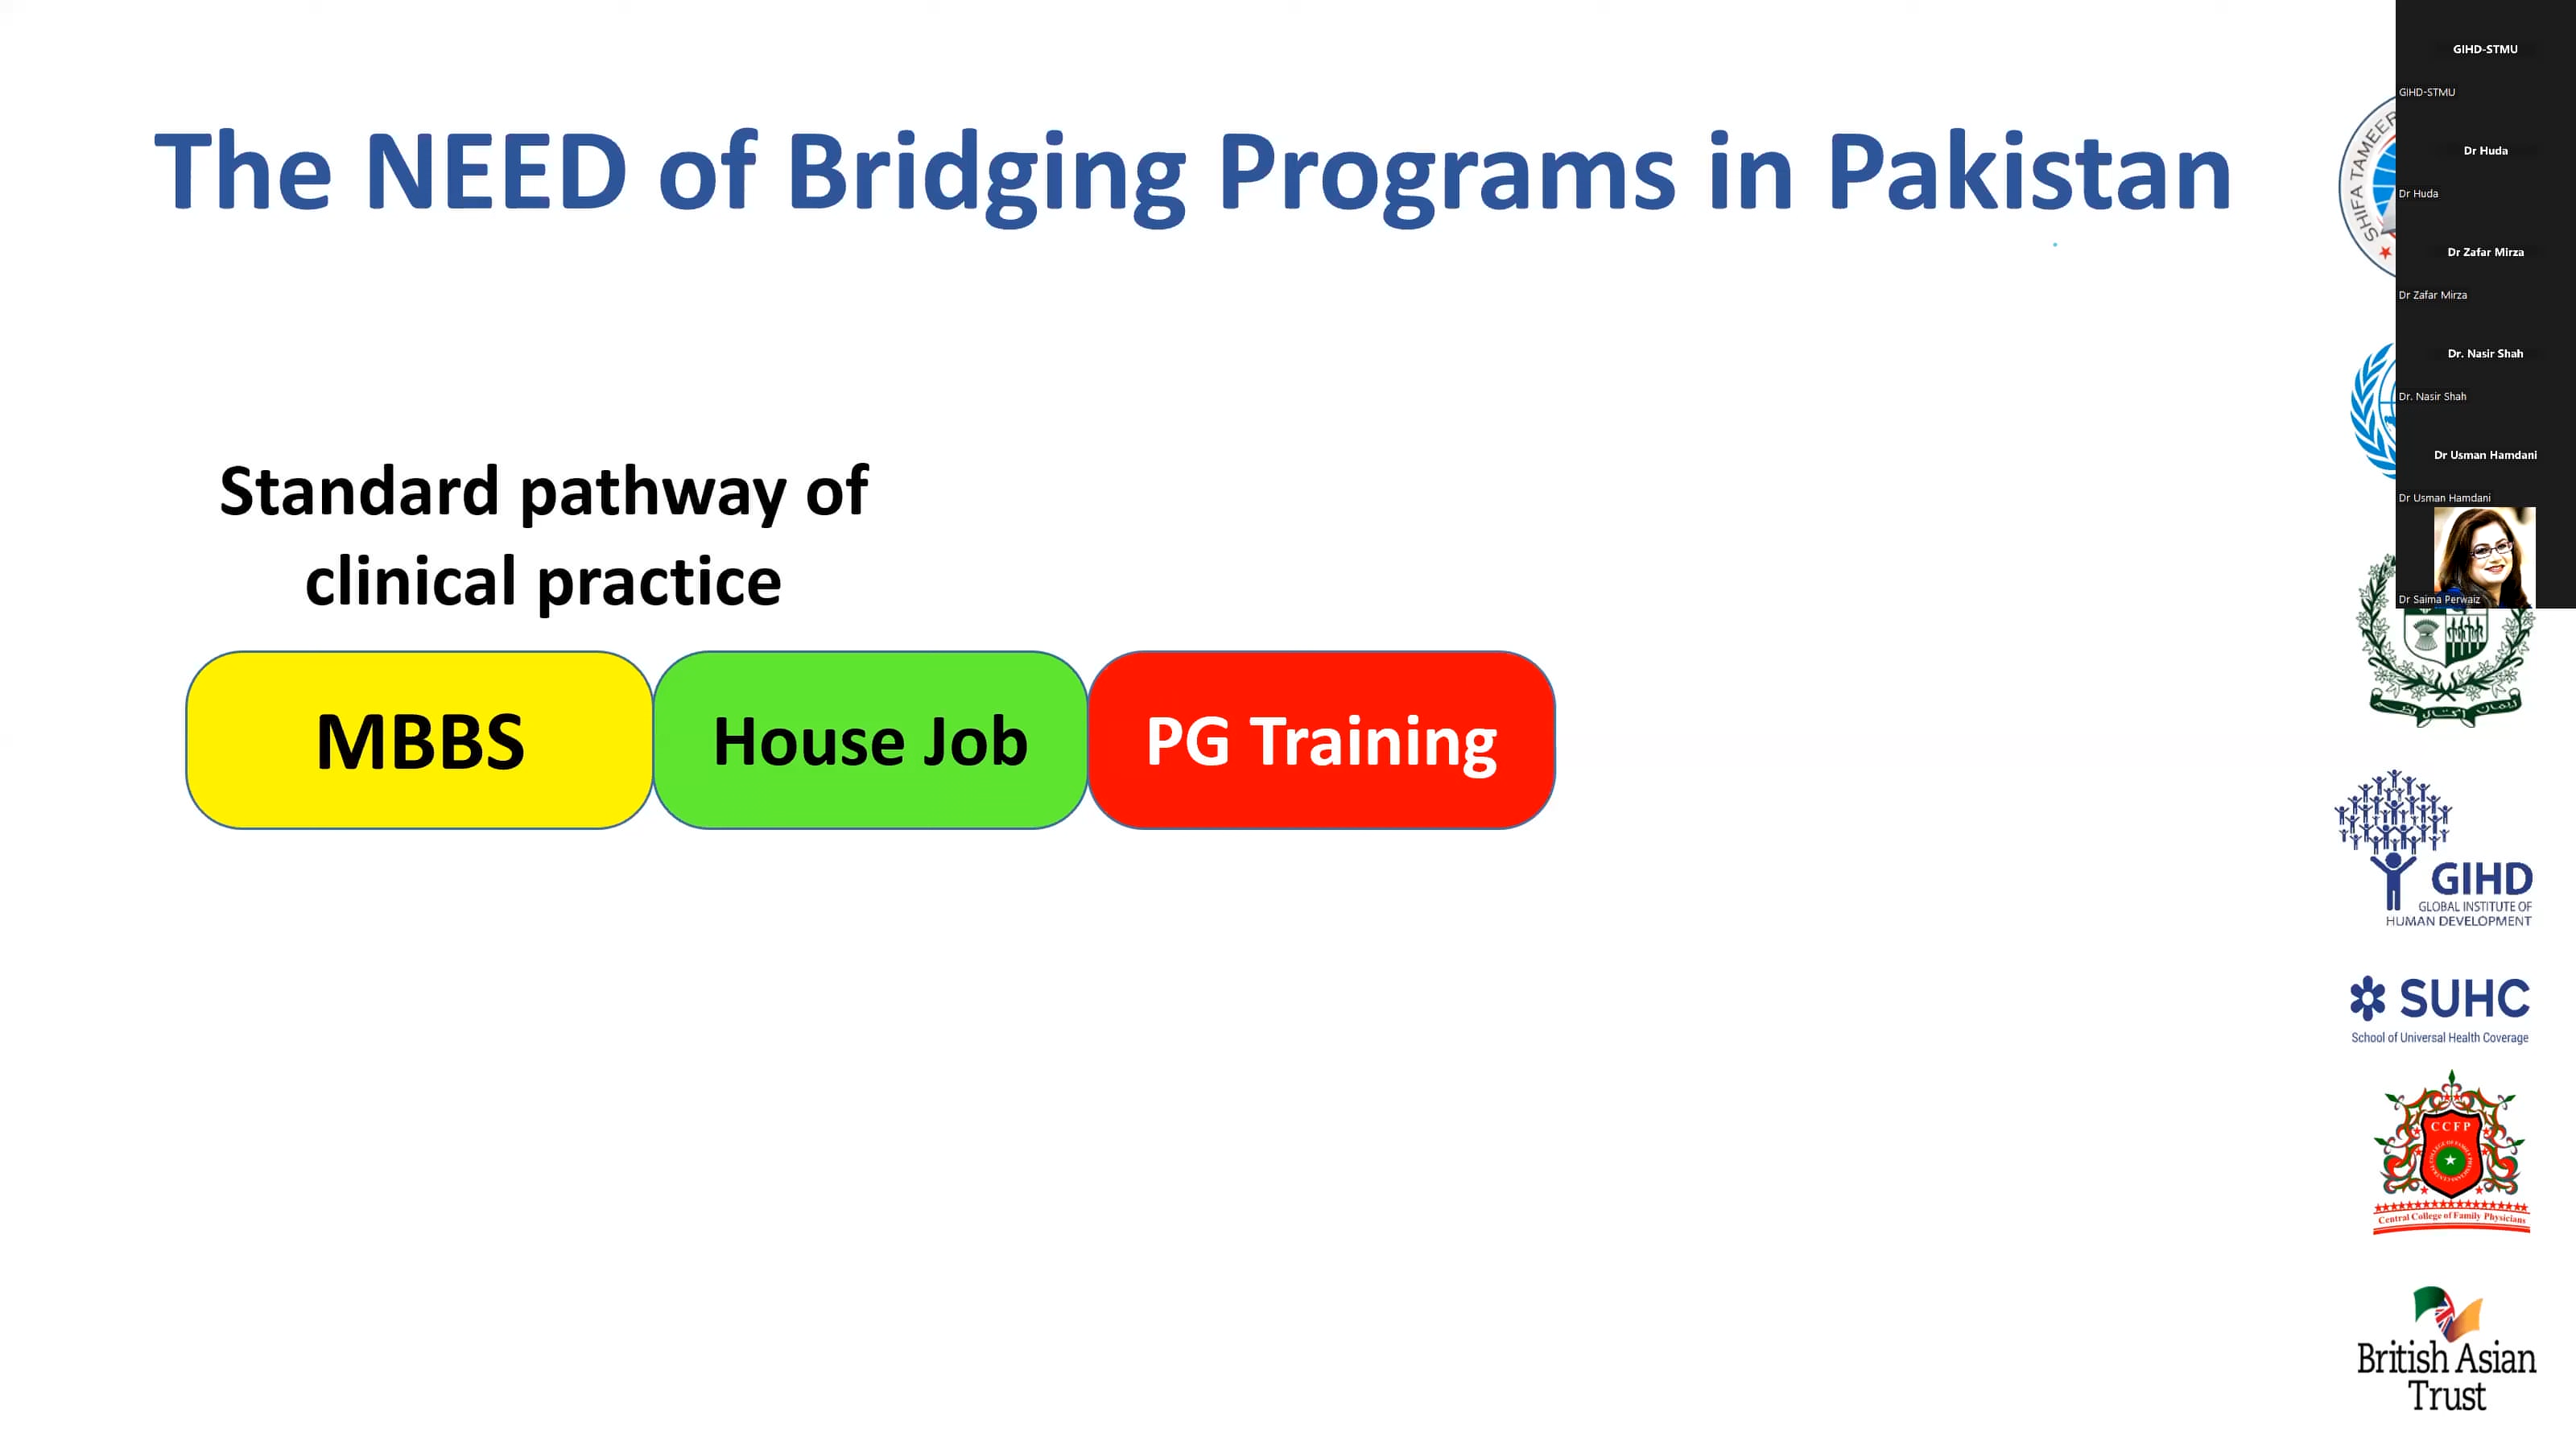 The NEED of Bridging Programs in Pakistan
Standard pathway of
clinical practice
MBBS
House Job
PG Training
GIHD-STMU
GIHD-STMU
Dr Huda
Dr Huda
Dr Zafar Mirza
Dr Zafar Mirza
Dr. Nasir Shah
Dr. Nasir Shah
Dr Usman Hamdani
Dr Usman Hamdani
Dr Saima Perwaiz
SHIFA TAMEER
GIHD
GLOBAL INSTITUTE OF
HUMAN DEVELOPMENT
SUHC
School of Universal Health Coverage
CCFP
Central College of Family Physicians
British Asian
Trust